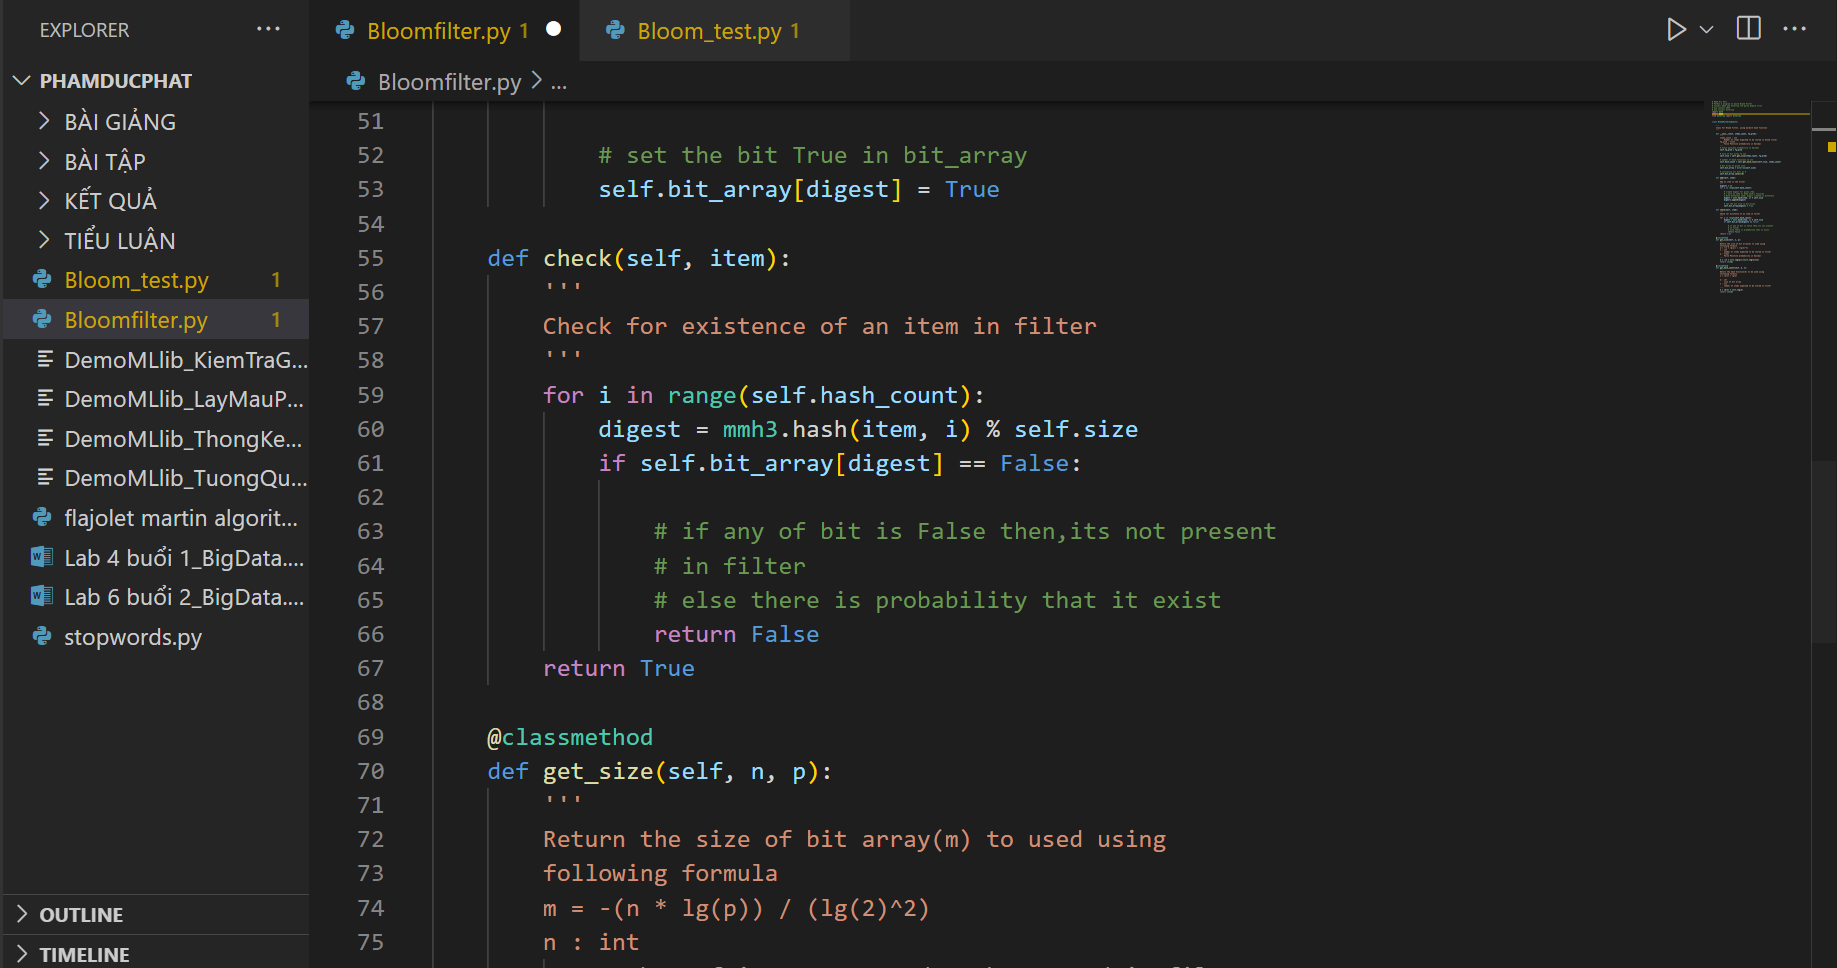 EXPLORER
PHAMDUCPHAT
BÀI GIẢNG
BÀI TẬP
KẾT QUẢ
TIỂU LUẬN
Bloom_test.py 1
Bloomfilter.py 1
DemoMLlib_KiemTraG...
DemoMLlib_LayMauP...
DemoMLlib_ThongKe...
DemoMLlib_TuongQu...
flajolet martin algorit...
Lab 4 buổi 1_BigData....
Lab 6 buổi 2_BigData....
stopwords.py
OUTLINE
TIMELINE
Bloomfilter.py 1
Bloom_test.py 1
Bloomfilter.py > ...
51
52 # set the bit True in bit_array
53 self.bit_array[digest] = True
54
55 def check(self, item):
56 '''
57 Check for existence of an item in filter
58 '''
59 for i in range(self.hash_count):
60 digest = mmh3.hash(item, i) % self.size
61 if self.bit_array[digest] == False:
62
63 # if any of bit is False then,its not present
64 # in filter
65 # else there is probability that it exist
66 return False
67 return True
68
69 @classmethod
70 def get_size(self, n, p):
71 '''
72 Return the size of bit array(m) to used using
73 following formula
74 m = -(n * lg(p)) / (lg(2)^2)
75 n : int